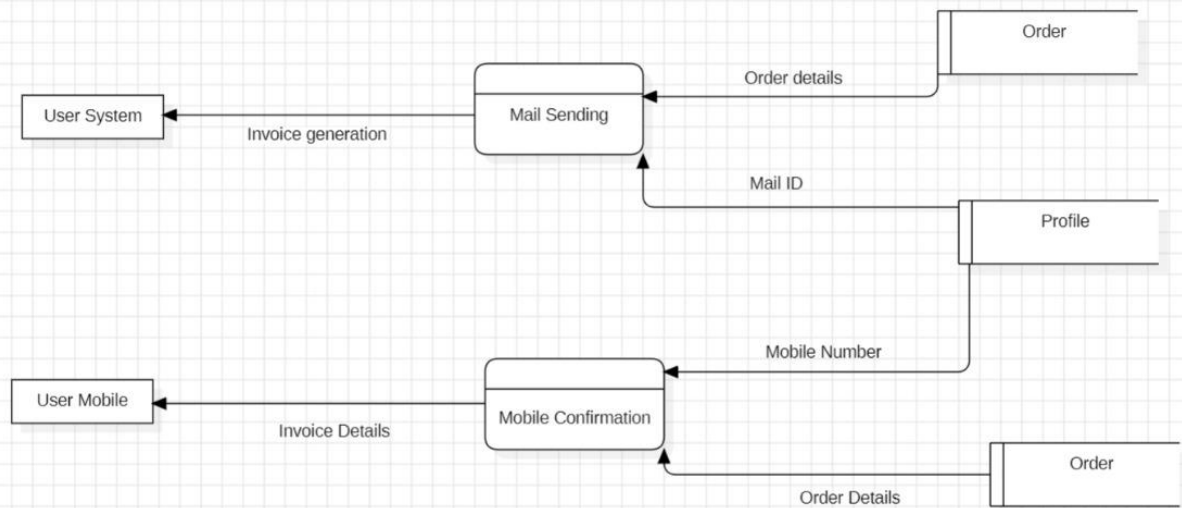 Order
Order details
User System
Mail Sending
Invoice generation
Mail ID
Profile
Mobile Number
User Mobile
Mobile Confirmation
Invoice Details
Order
Order Details